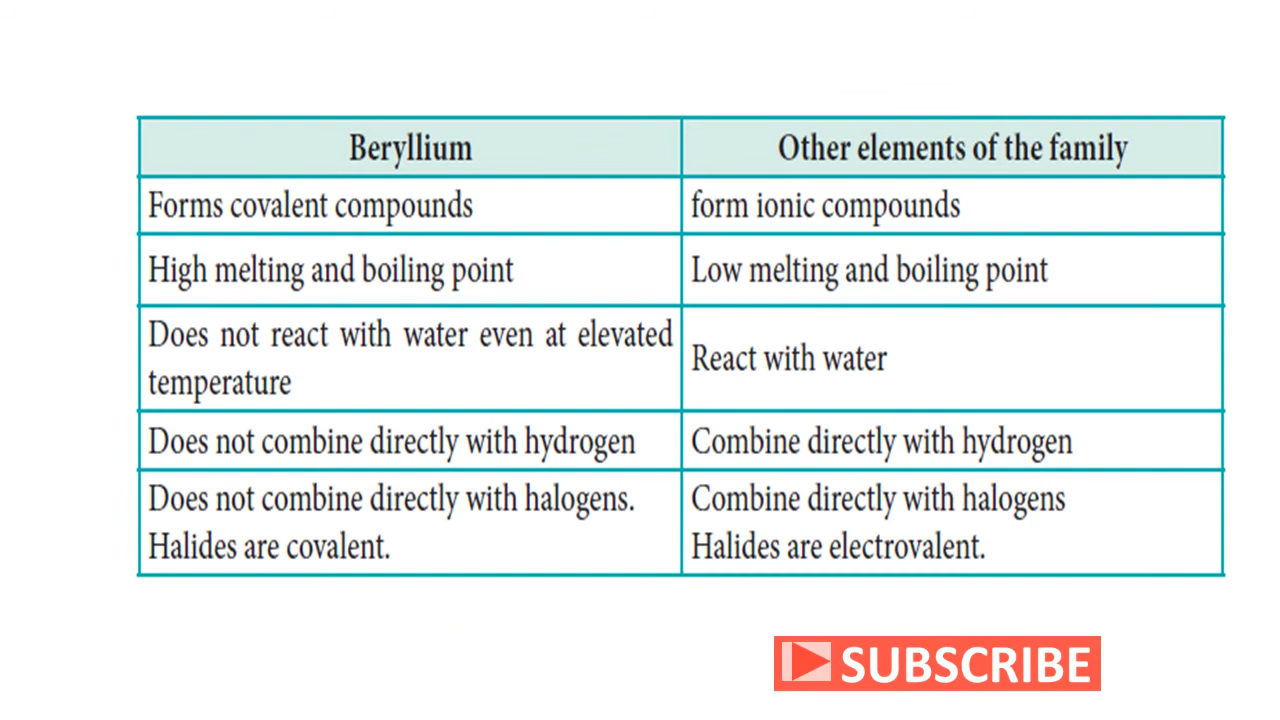 Beryllium
Other elements of the family
Forms covalent compounds
form ionic compounds
High melting and boiling point
Low melting and boiling point
Does not react with water even at elevated
temperature
React with water
Does not combine directly with hydrogen
Combine directly with hydrogen
Does not combine directly with halogens.
Halides are covalent.
Combine directly with halogens
Halides are electrovalent.
SUBSCRIBE